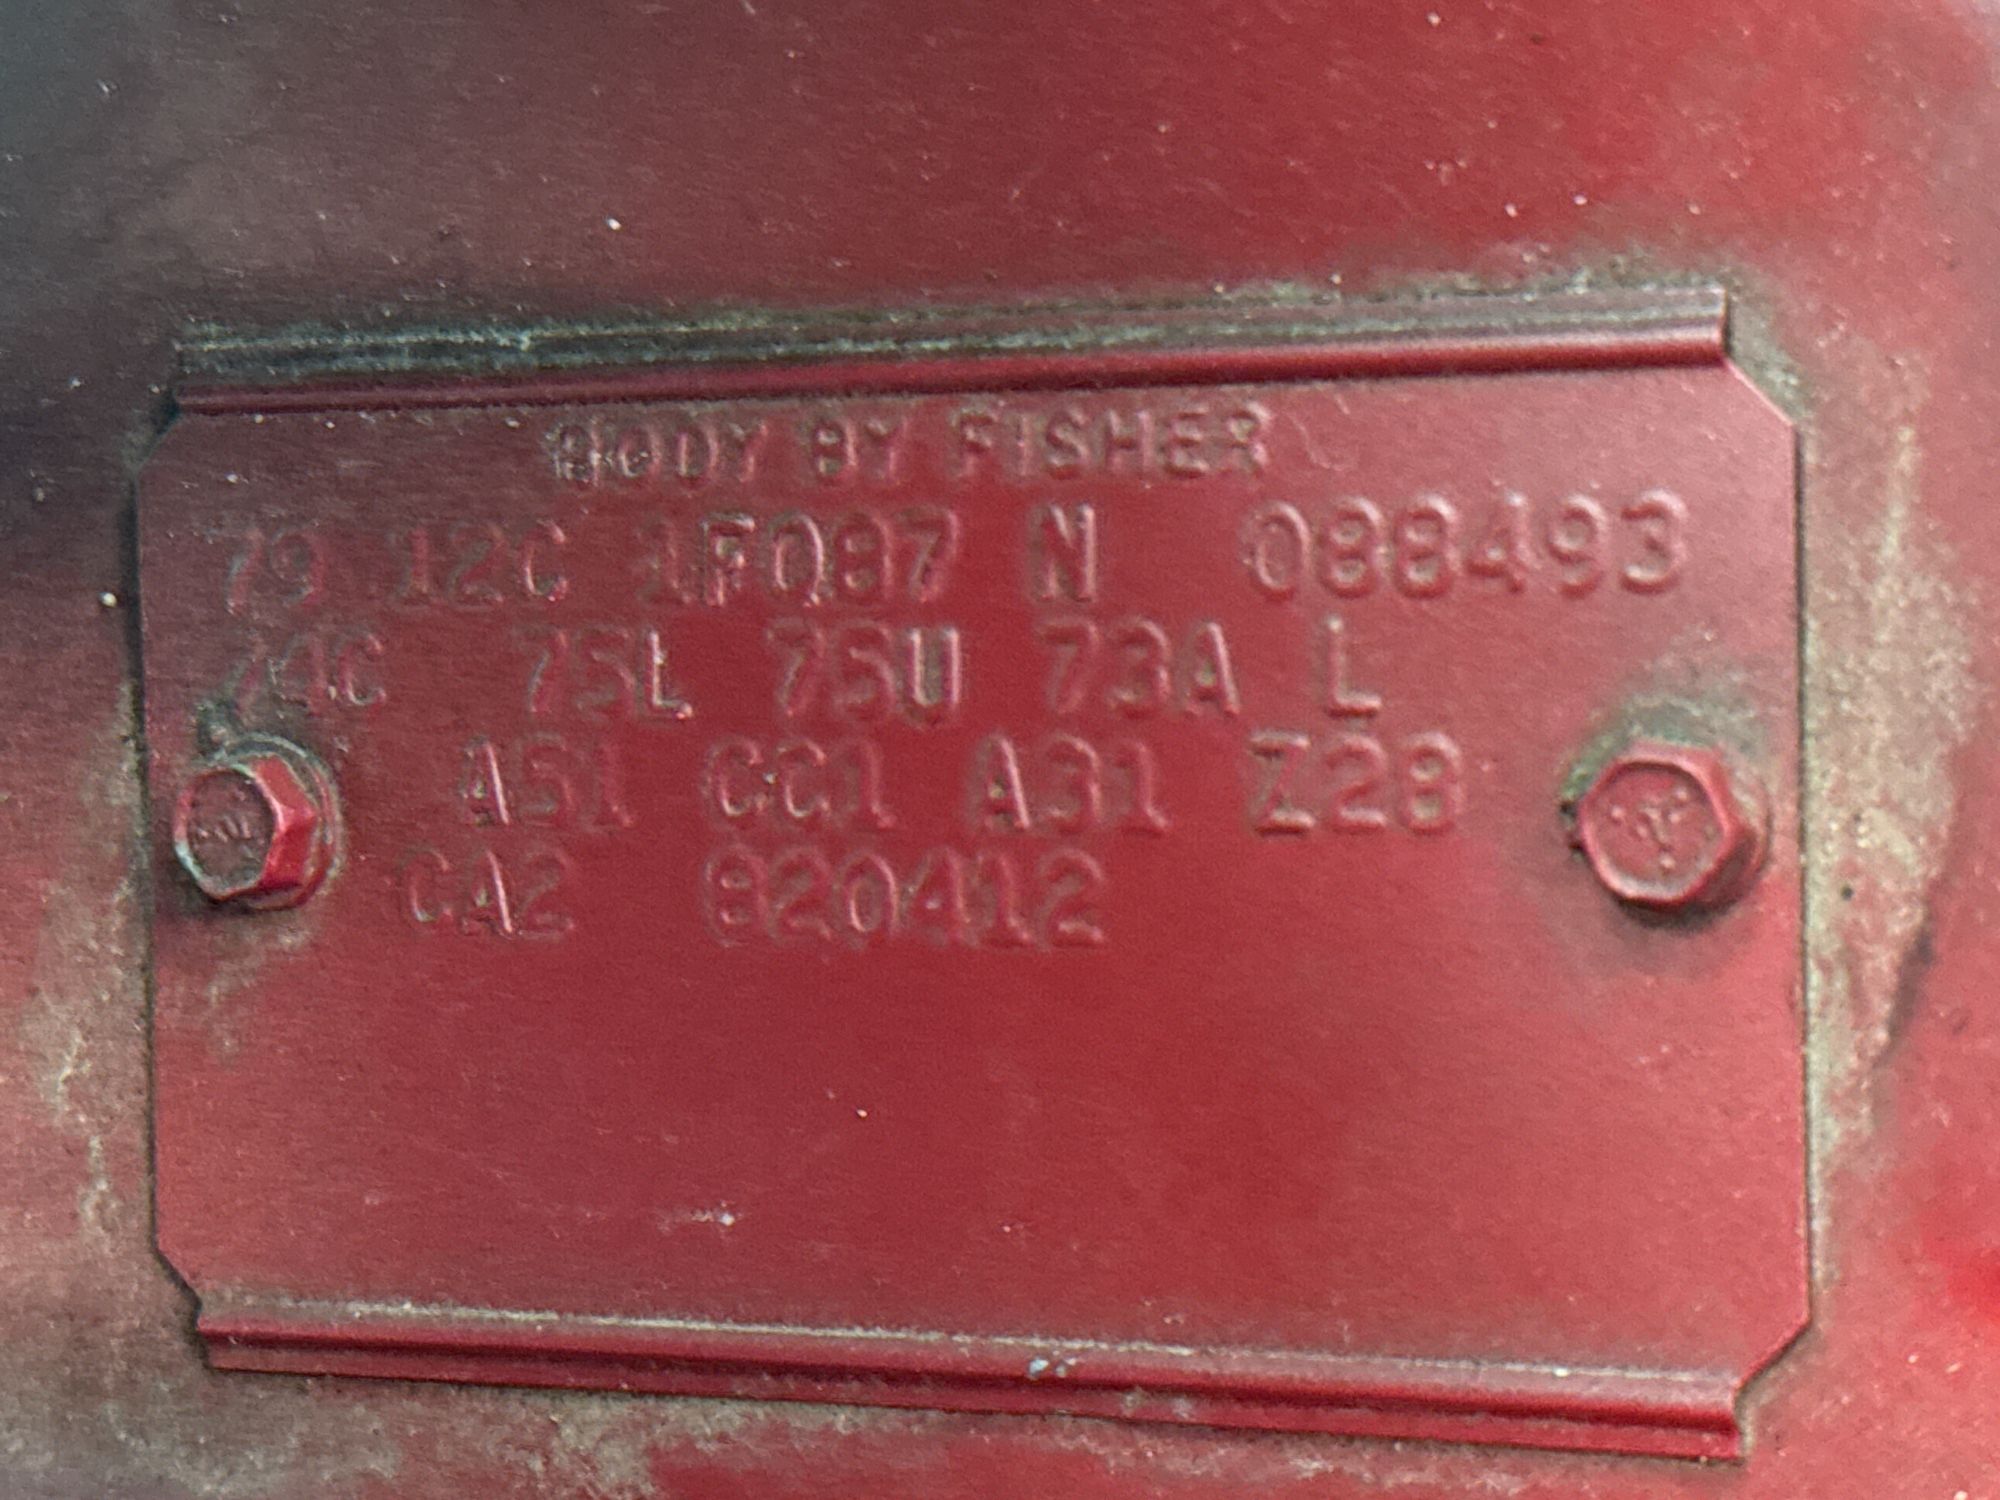 BODY BY FISHER
79 12C 1FQ87 N 088493
74C 75L 75U 73A L
A51 CC1 A31 Z28
CA2 820412